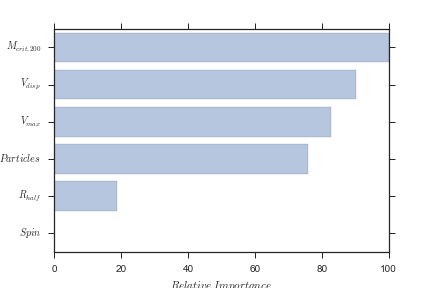 M_{crit,200}
V_{disp}
V_{max}
Particles
R_{half}
Spin
0 20 40 60 80 100
Relative Importance